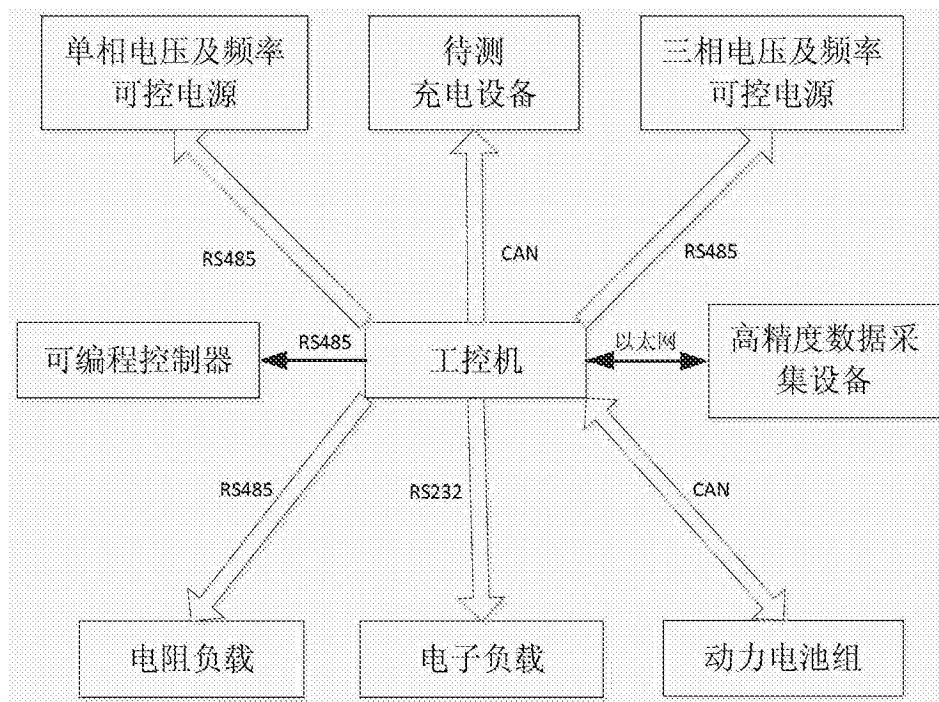 单相电压及频率
可控电源
待测
充电设备
三相电压及频率
可控电源
RS485
CAN
RS485
可编程控制器
RS485
工控机
以太网
高精度数据采
集设备
RS485
RS232
CAN
电阻负载
电子负载
动力电池组